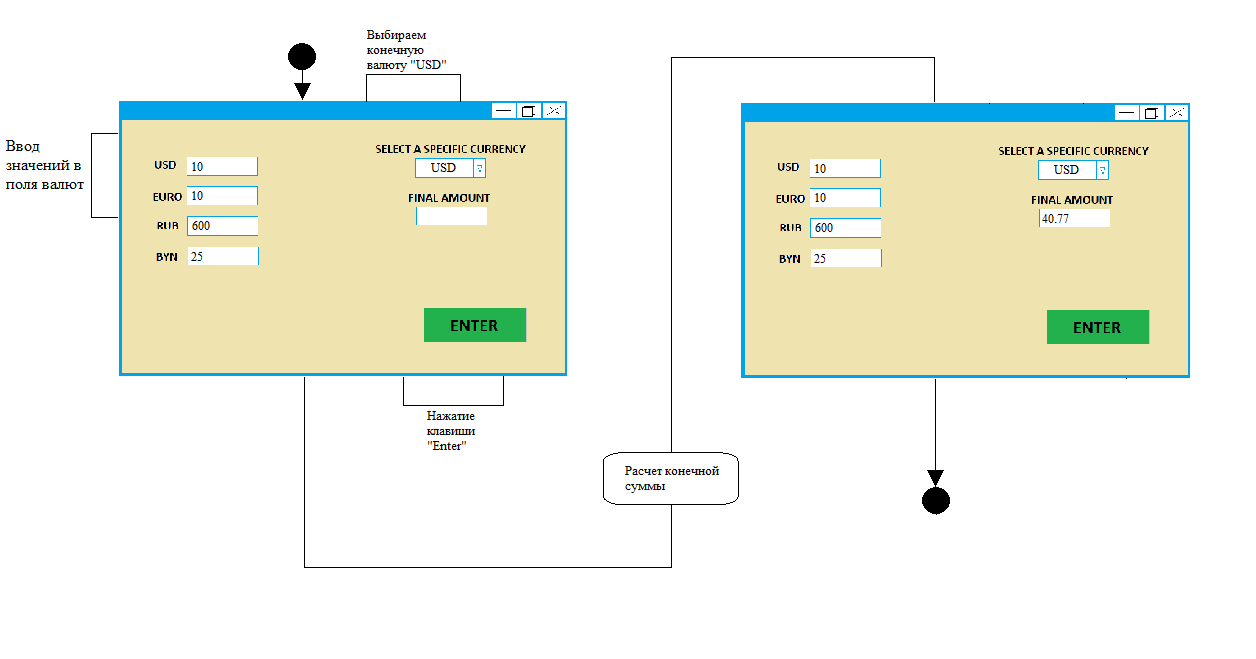 Выбираем
конечную
валюту "USD"
Ввод
значений в
поля валют
USD 10
EURO 10
RUB 600
BYN 25
SELECT A SPECIFIC CURRENCY
USD
FINAL AMOUNT
ENTER
Нажатие
клавиши
"Enter"
Расчет конечной
суммы
USD 10
EURO 10
RUB 600
BYN 25
SELECT A SPECIFIC CURRENCY
USD
FINAL AMOUNT
40.77
ENTER